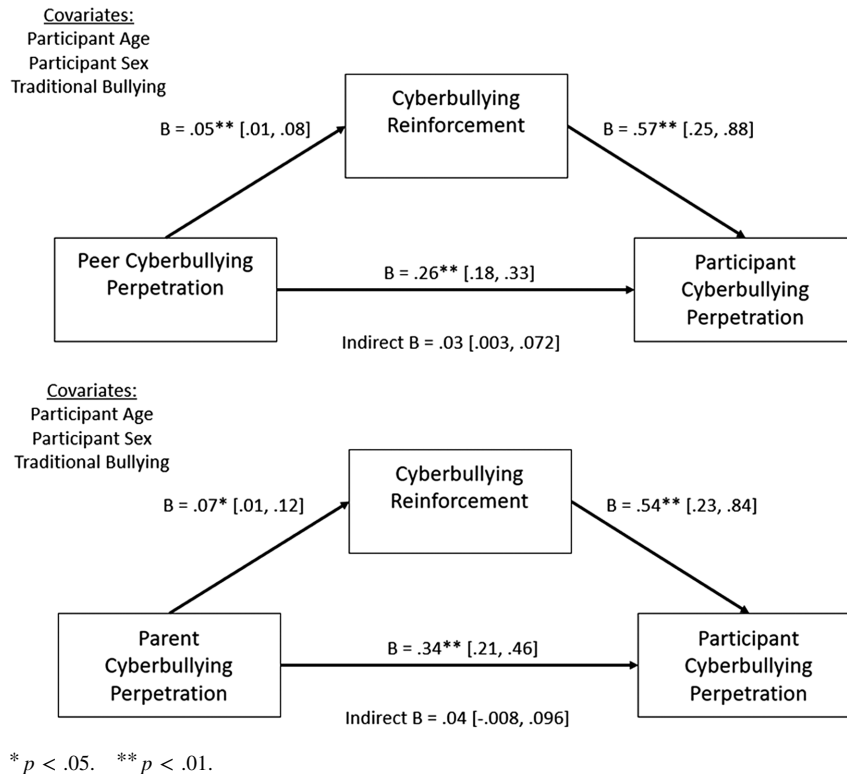 Covariates:
Participant Age
Participant Sex
Traditional Bullying
Cyberbullying
Reinforcement
B = .05** [.01, .08]
B = .57** [.25, .88]
Peer Cyberbullying
Perpetration
B = .26** [.18, .33]
Participant
Cyberbullying
Perpetration
Indirect B = .03 [.003, .072]
Covariates:
Participant Age
Participant Sex
Traditional Bullying
Cyberbullying
Reinforcement
B = .07* [.01, .12]
B = .54** [.23, .84]
Parent
Cyberbullying
Perpetration
B = .34** [.21, .46]
Participant
Cyberbullying
Perpetration
Indirect B = .04 [-.008, .096]
* p < .05. ** p < .01.